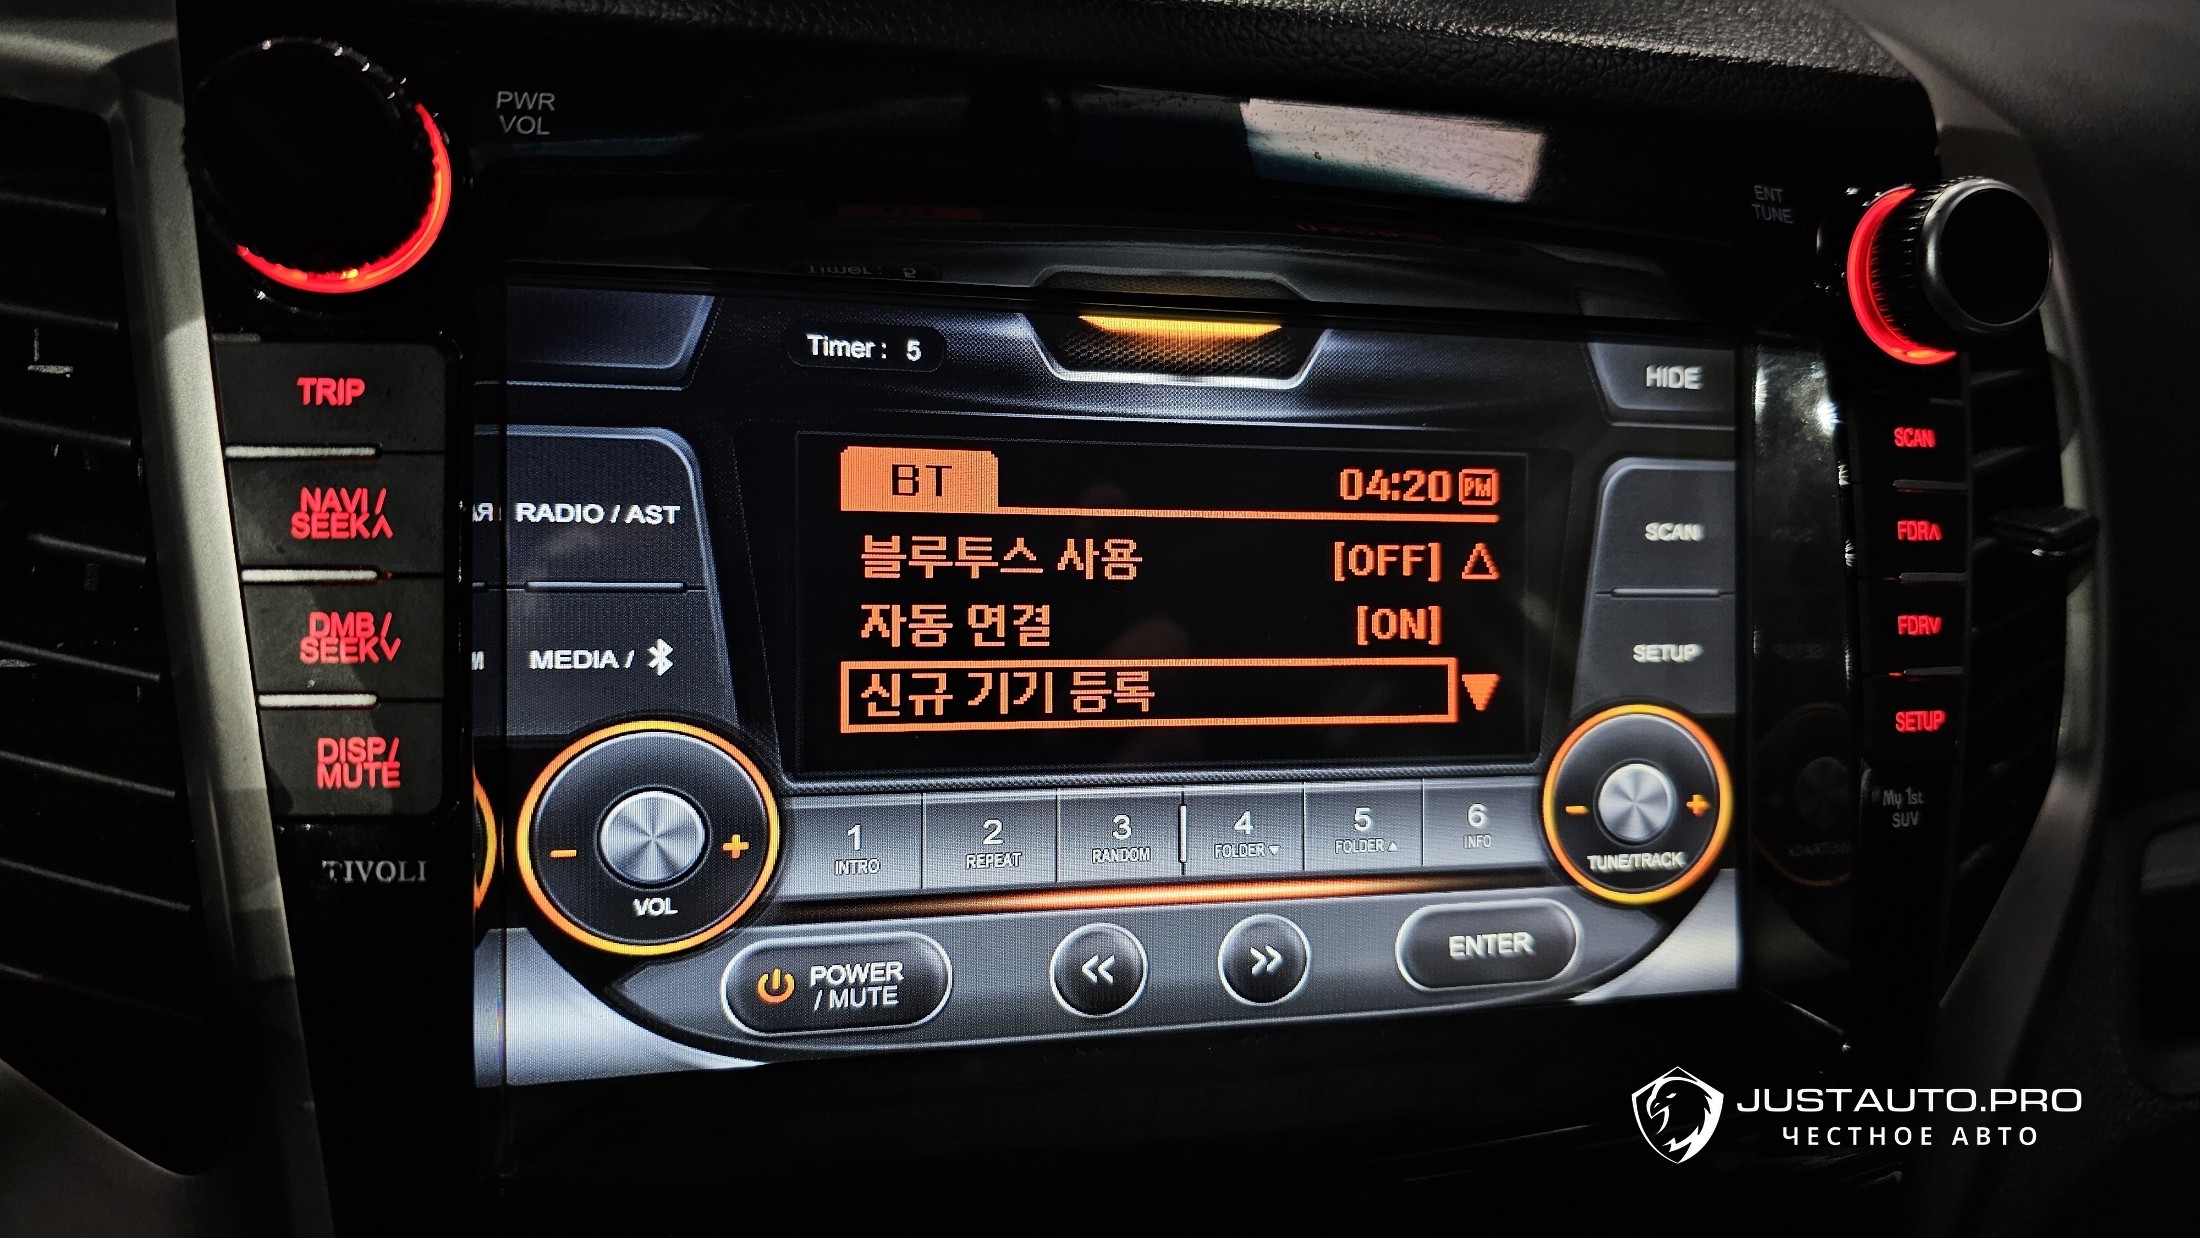 PWR
VOL
ENT
TUNE
Timer : 5
HIDE
TRIP
NAVI /
SEEK∧
DMB /
SEEK∨
DISP /
MUTE
TIVOLI
RADIO / AST
MEDIA /
BT 04:20 PM
블루투스 사용 [OFF] △
자동 연결 [ON]
신규 기기 등록 ▼
SCAN
SETUP
SCAN
FDR∧
FDR∨
SETUP
My 1st
SUV
- VOL +
1 INTRO
2 REPEAT
3 RANDOM
4 FOLDER ▼
5 FOLDER ▲
6 INFO
- TUNE/TRACK +
POWER
/ MUTE
<<
>>
ENTER
JUSTAUTO.PRO
ЧЕСТНОЕ АВТО